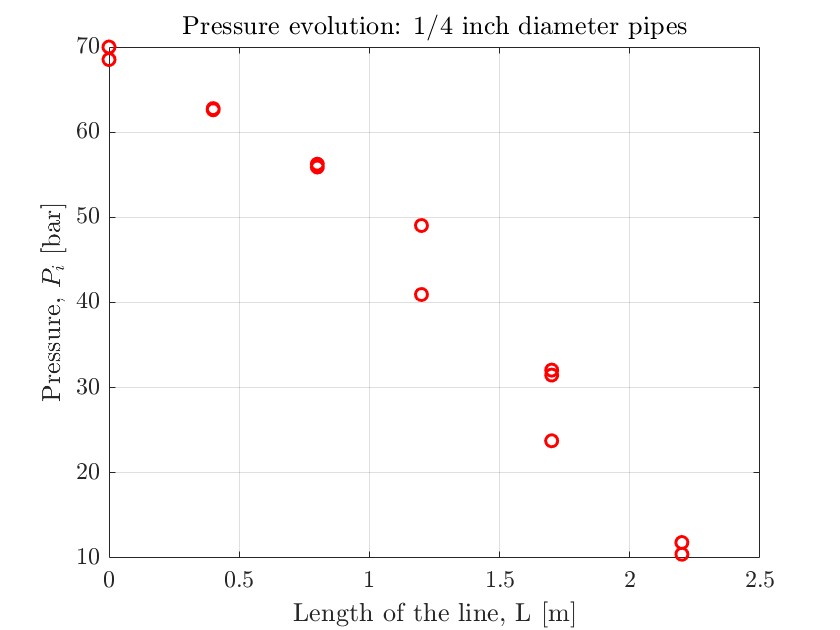 Pressure evolution: 1/4 inch diameter pipes
70
60
50
40
30
20
10
Pressure, P_i [bar]
0 0.5 1 1.5 2 2.5
Length of the line, L [m]